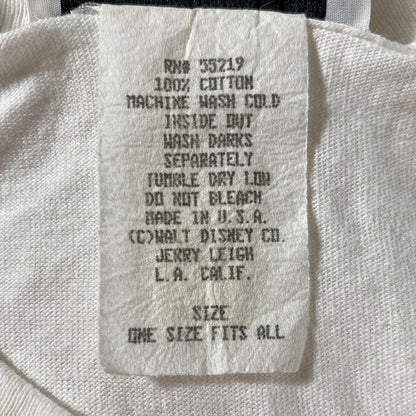 RN# 55219
100% COTTON
MACHINE WASH COLD
INSIDE OUT
WASH DARKS
SEPARATELY
TUMBLE DRY LOW
DO NOT BLEACH
MADE IN U.S.A.
(C)WALT DISNEY CO.
JERRY LEIGH
L.A. CALIF.
SIZE
ONE SIZE FITS ALL